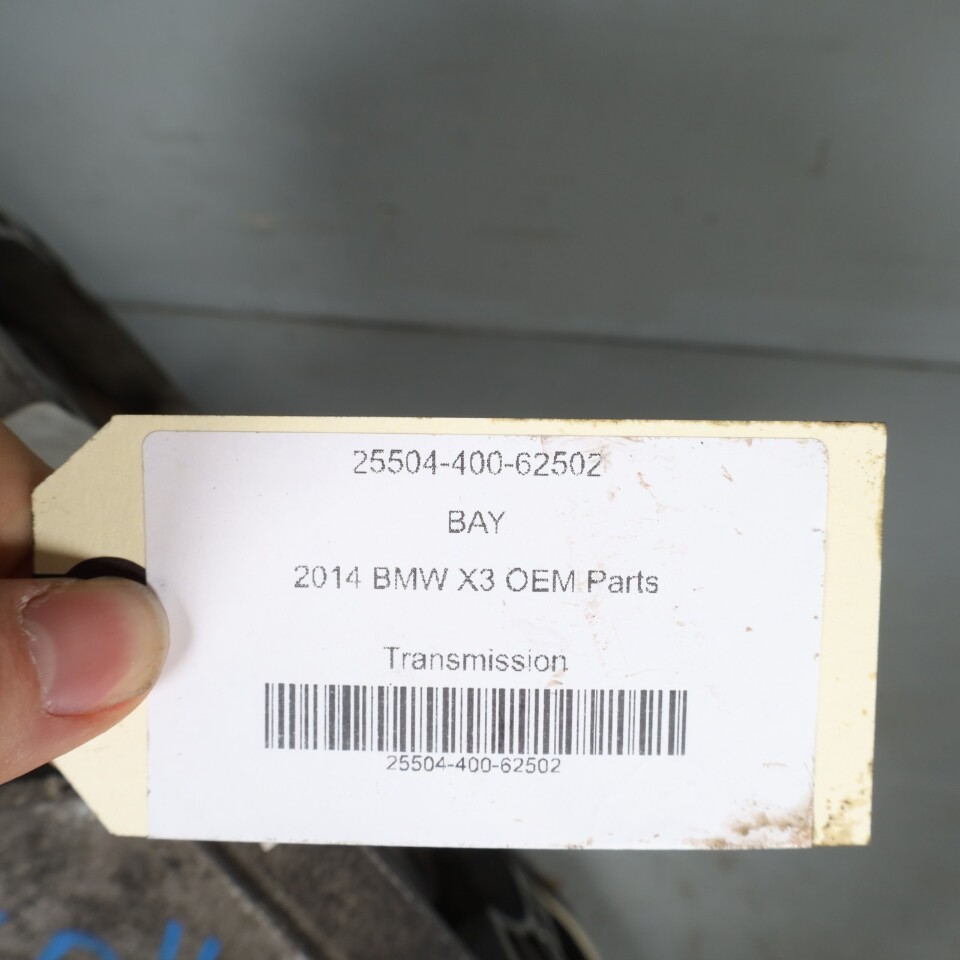 25504-400-62502
BAY
2014 BMW X3 OEM Parts
Transmission
25504-400-62502